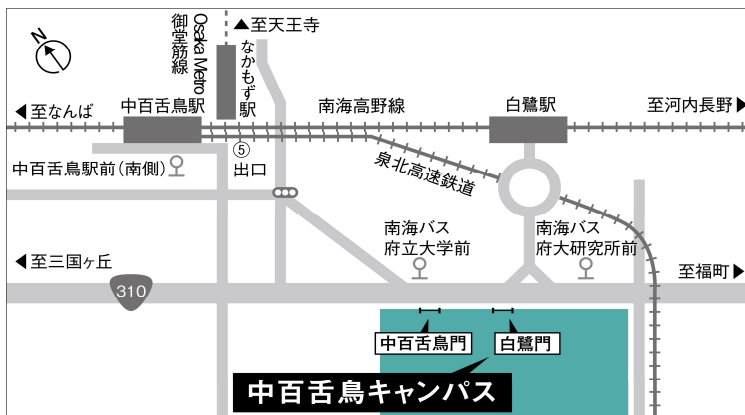 N
Osaka Metro
御堂筋線
▲至天王寺
なかもず駅
◀至なんば
中百舌鳥駅
南海高野線
白鷺駅
至河内長野▶
中百舌鳥駅前(南側)
⑤
出口
泉北高速鉄道
南海バス
府立大学前
南海バス
府大研究所前
◀至三国ヶ丘
至福町▶
310
中百舌鳥門
白鷺門
中百舌鳥キャンパス